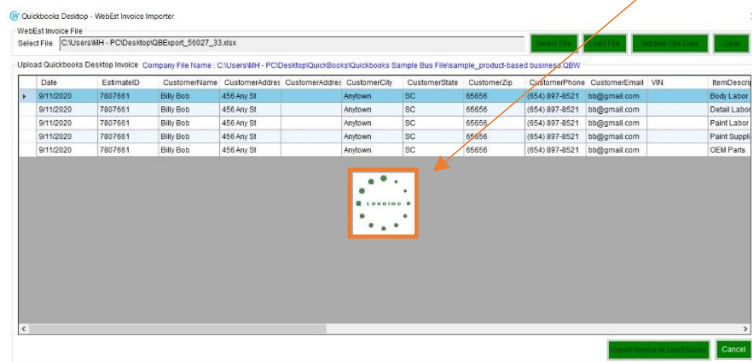 Quickbooks Desktop - WebEst Invoice Importer
WebEst Invoice File
Select File C:\Users\MH - PC\Desktop\QBExport_56027_33.xlsx Select File Load File Validate File Data Clear
Upload Quickbooks Desktop Invoice Company File Name : C:\Users\MH - PC\Desktop\QuickBooks\Quickbooks Sample Bus File\sample_product-based business.QBW
Date EstimateID CustomerName CustomerAddres CustomerAddres CustomerCity CustomerState CustomerZip CustomerPhone CustomerEmail VIN ItemDescrip
9/11/2020 7807661 Billy Bob 456 Any St Anytown SC 65656 (654) 897-8521 bb@gmail.com Body Labor
9/11/2020 7807661 Billy Bob 456 Any St Anytown SC 65656 (654) 897-8521 bb@gmail.com Detail Labor
9/11/2020 7807661 Billy Bob 456 Any St Anytown SC 65656 (654) 897-8521 bb@gmail.com Paint Labor
9/11/2020 7807661 Billy Bob 456 Any St Anytown SC 65656 (654) 897-8521 bb@gmail.com Paint Suppli
9/11/2020 7807661 Billy Bob 456 Any St Anytown SC 65656 (654) 897-8521 bb@gmail.com OEM Parts
LOADING
Import Invoice to Quickbooks Cancel